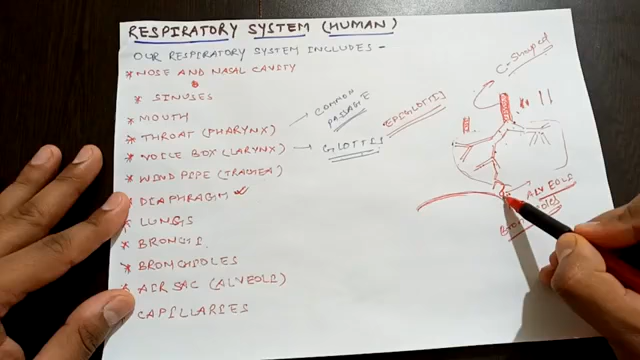 RESPIRATORY SYSTEM (HUMAN)
OUR RESPIRATORY SYSTEM INCLUDES -
* NOSE AND NASAL CAVITY
* SINUSES
* MOUTH
* THROAT (PHARYNX)
COMMON
PASSAGE
EPIGLOTTIS
* VOICE BOX (LARYNX)
GLOTTIS
* WIND PIPE (TRACHEA)
* DIAPHRAGM
* LUNGS
* BRONCHI
* BRONCHIOLES
* AIR SAC (ALVEOLI)
* CAPILLARIES
C-shaped
ALVEOLI
Bronchioles